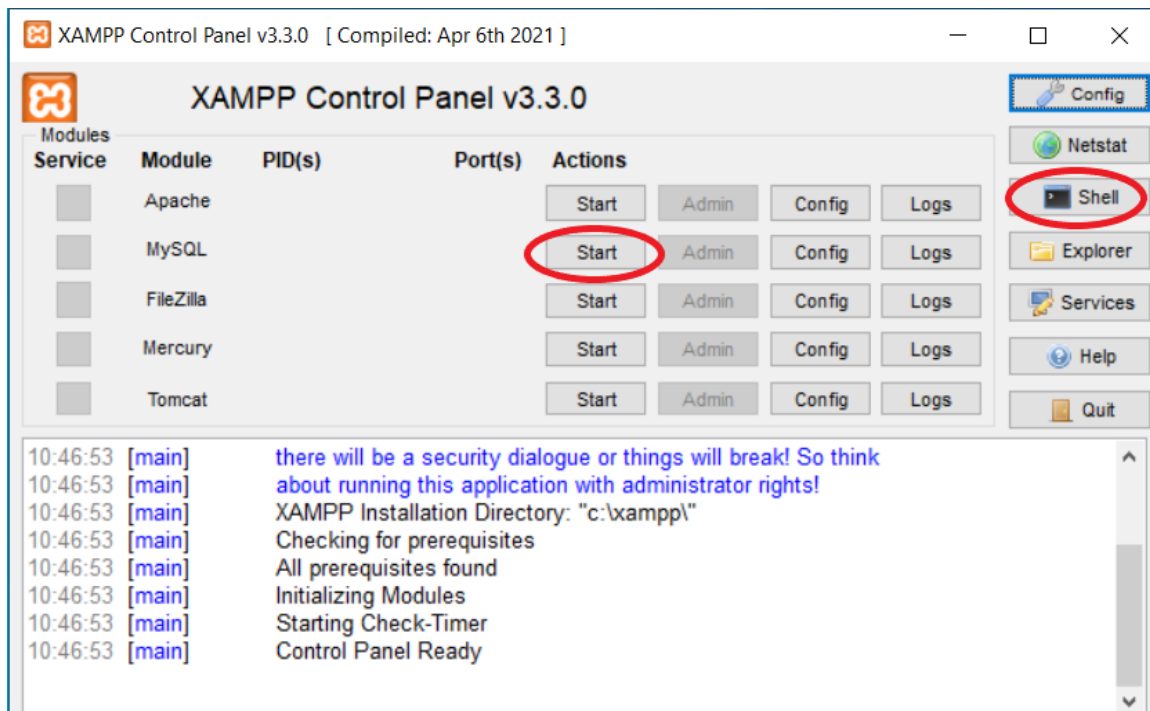 XAMPP Control Panel v3.3.0 [ Compiled: Apr 6th 2021 ]
XAMPP Control Panel v3.3.0
Config
Modules
Netstat
Service Module PID(s) Port(s) Actions
Apache Start Admin Config Logs
Shell
MySQL Start Admin Config Logs
Explorer
FileZilla Start Admin Config Logs
Services
Mercury Start Admin Config Logs
Help
Tomcat Start Admin Config Logs
Quit
10:46:53 [main] there will be a security dialogue or things will break! So think
10:46:53 [main] about running this application with administrator rights!
10:46:53 [main] XAMPP Installation Directory: "c:\xampp\"
10:46:53 [main] Checking for prerequisites
10:46:53 [main] All prerequisites found
10:46:53 [main] Initializing Modules
10:46:53 [main] Starting Check-Timer
10:46:53 [main] Control Panel Ready